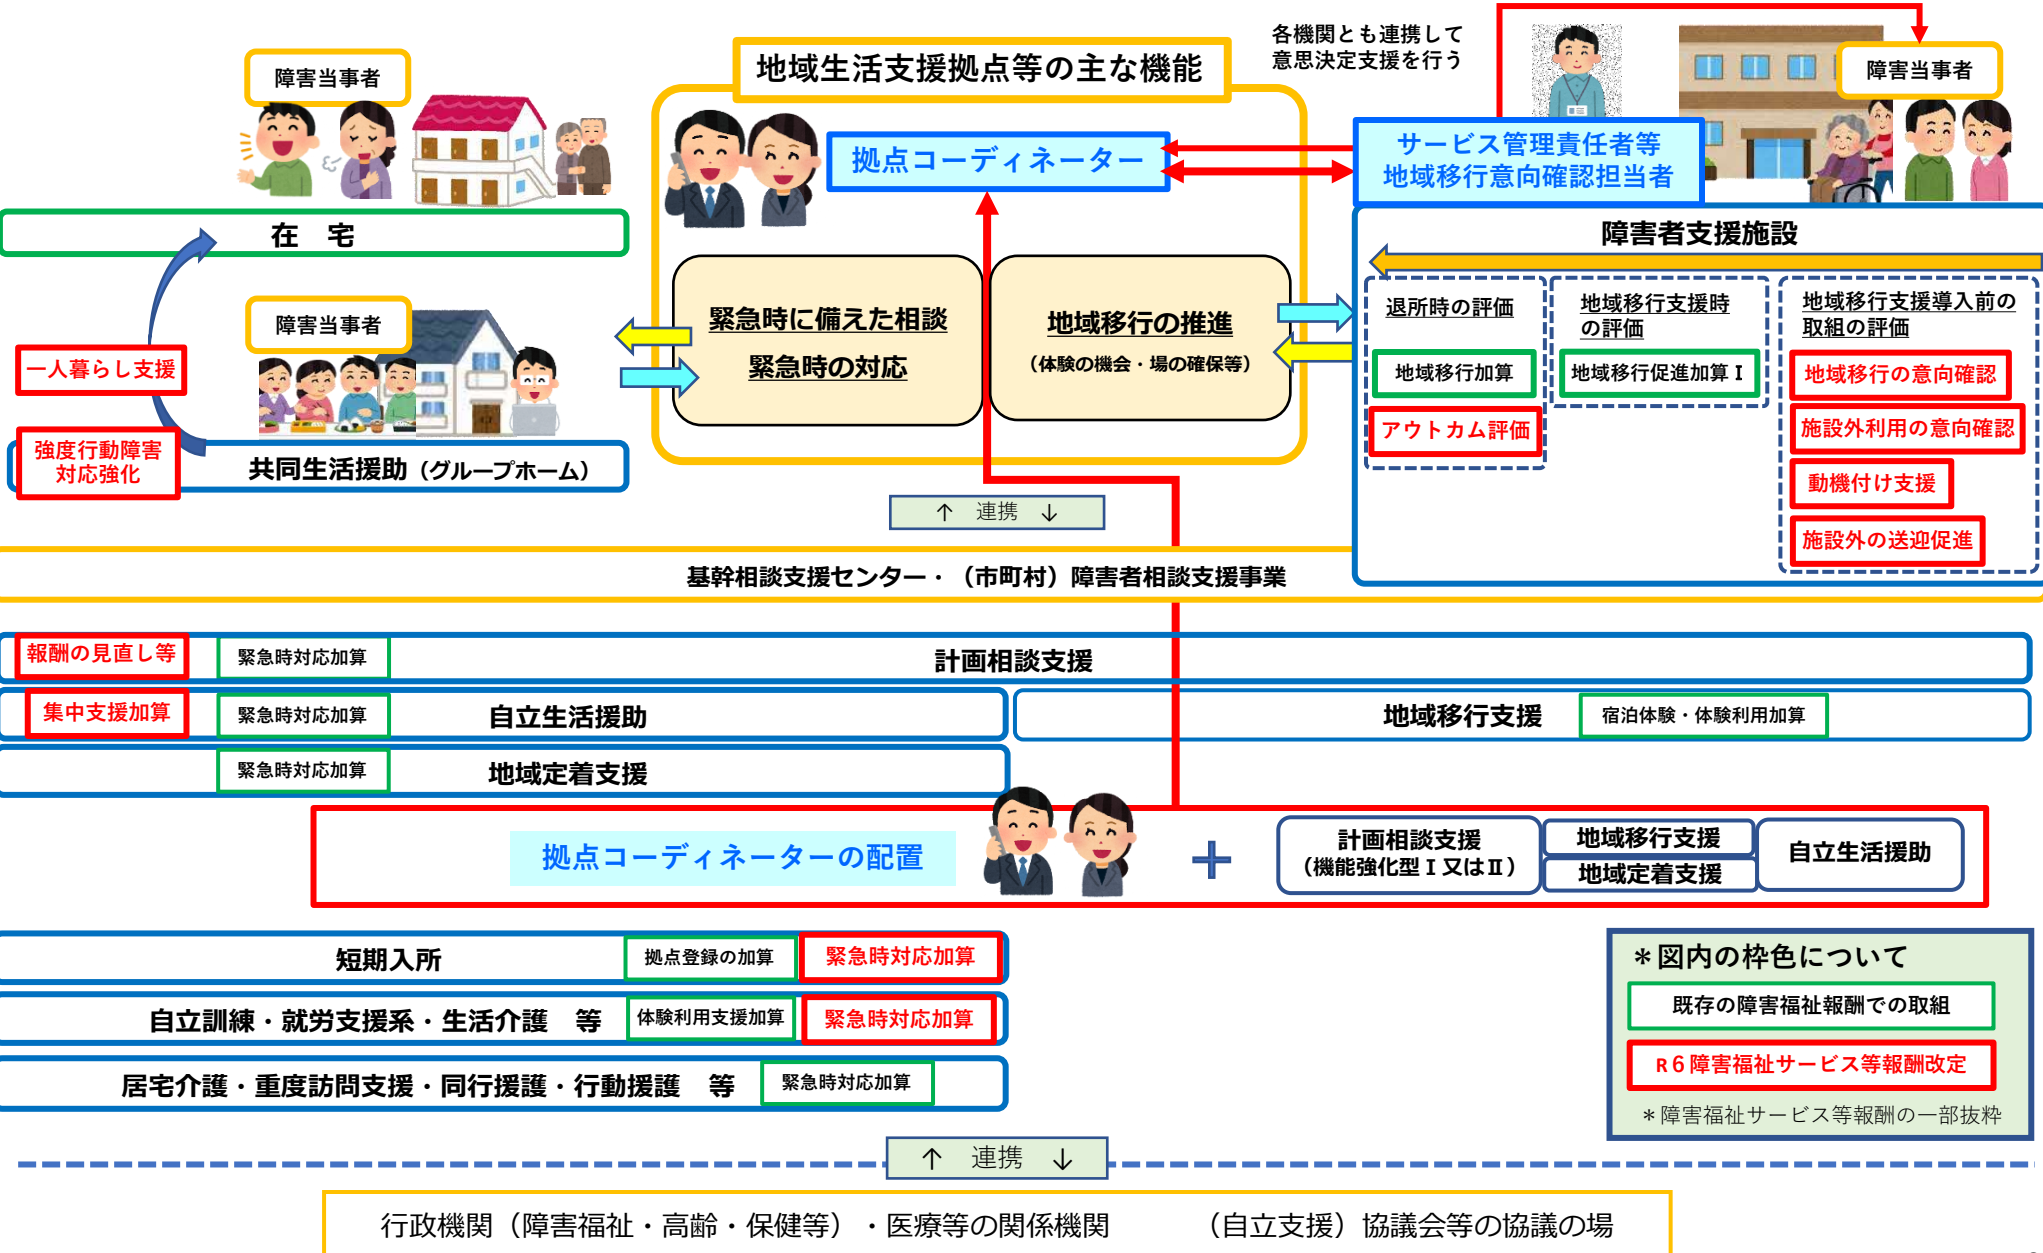 各機関とも連携して
意思決定支援を行う
地域生活支援拠点等の主な機能
障害当事者
障害当事者
拠点コーディネーター
サービス管理責任者等
地域移行意向確認担当者
在　宅
障害者支援施設
障害当事者
一人暮らし支援
強度行動障害
対応強化
共同生活援助（グループホーム）
緊急時に備えた相談
緊急時の対応
地域移行の推進
（体験の機会・場の確保等）
退所時の評価
地域移行加算
アウトカム評価
地域移行支援時
の評価
地域移行促進加算Ⅰ
地域移行支援導入前の
取組の評価
地域移行の意向確認
施設外利用の意向確認
動機付け支援
施設外の送迎促進
↑　連携　↓
基幹相談支援センター・（市町村）障害者相談支援事業
報酬の見直し等　緊急時対応加算　計画相談支援
集中支援加算　緊急時対応加算　自立生活援助　地域移行支援　宿泊体験・体験利用加算
緊急時対応加算　地域定着支援
拠点コーディネーターの配置
＋
計画相談支援
（機能強化型Ⅰ又はⅡ）
地域移行支援
地域定着支援
自立生活援助
短期入所　拠点登録の加算　緊急時対応加算
自立訓練・就労支援系・生活介護　等　体験利用支援加算　緊急時対応加算
居宅介護・重度訪問支援・同行援護・行動援護　等　緊急時対応加算
＊図内の枠色について
既存の障害福祉報酬での取組
R６障害福祉サービス等報酬改定
＊障害福祉サービス等報酬の一部抜粋
↑　連携　↓
行政機関（障害福祉・高齢・保健等）・医療等の関係機関　（自立支援）協議会等の協議の場